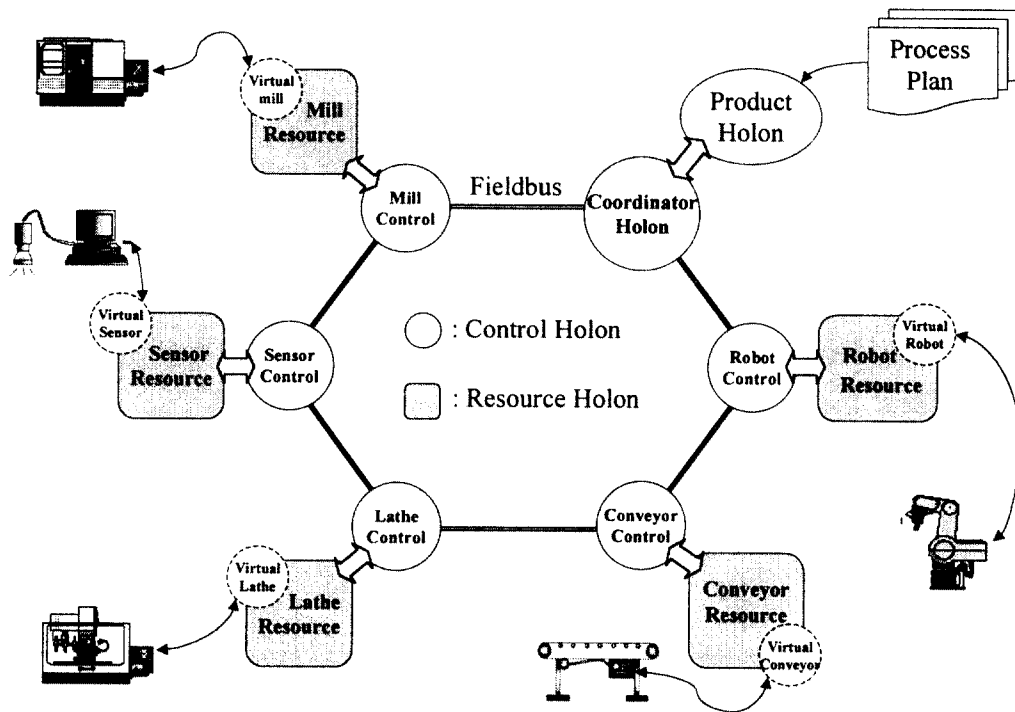 Process
Plan
Virtual
mill
Mill
Resource
Product
Holon
Mill
Control
Fieldbus
Coordinator
Holon
Virtual
Sensor
Sensor
Resource
Sensor
Control
: Control Holon
: Resource Holon
Robot
Control
Virtual
Robot
Robot
Resource
Lathe
Control
Conveyor
Control
Virtual
Lathe
Lathe
Resource
Conveyor
Resource
Virtual
Conveyor